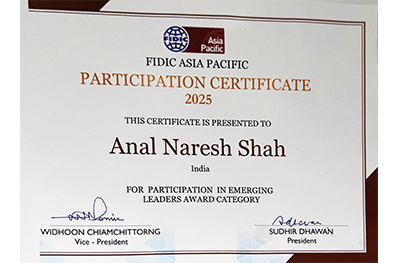 FIDIC
Asia
Pacific
FIDIC ASIA PACIFIC
PARTICIPATION CERTIFICATE
2025
THIS CERTIFICATE IS PRESENTED TO
Anal Naresh Shah
India
FOR PARTICIPATION IN EMERGING
LEADERS AWARD CATEGORY
WIDHOON CHIAMCHITTORNG
Vice - President
SUDHIR DHAWAN
President